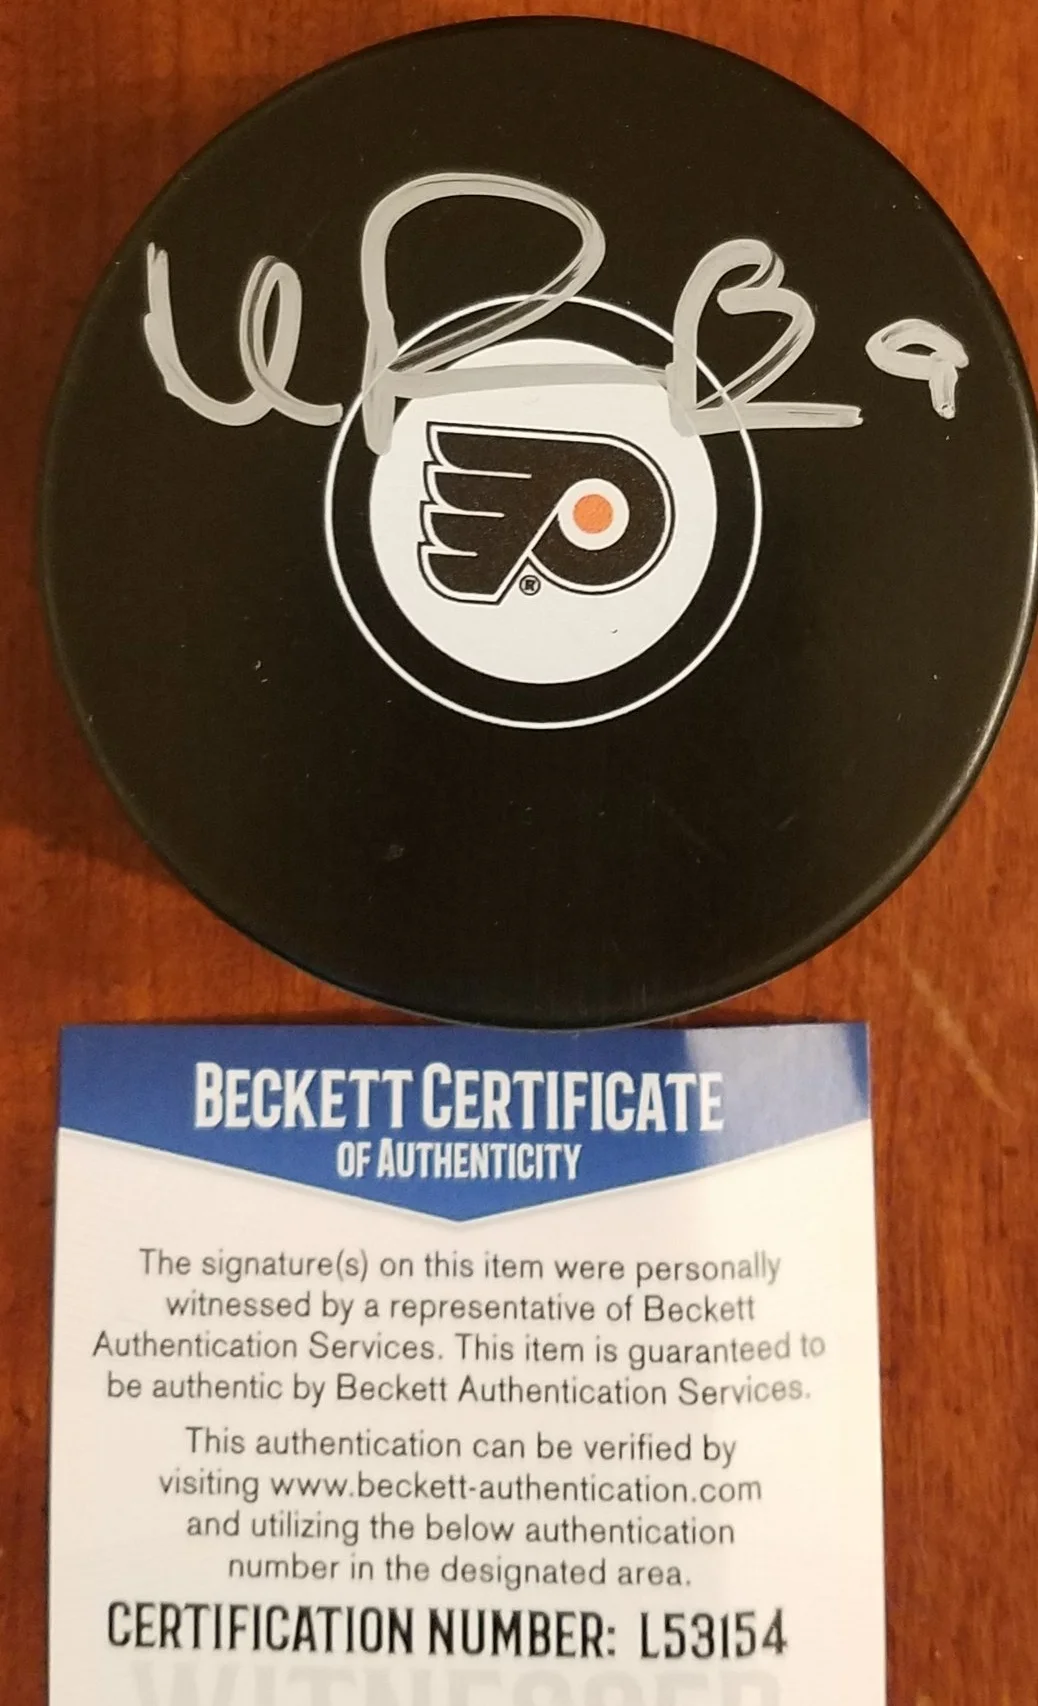 9
®
BECKETT CERTIFICATE
OF AUTHENTICITY
The signature(s) on this item were personally
witnessed by a representative of Beckett
Authentication Services. This item is guaranteed to
be authentic by Beckett Authentication Services.
This authentication can be verified by
visiting www.beckett-authentication.com
and utilizing the below authentication
number in the designated area.
CERTIFICATION NUMBER: L53154
WITNESSED